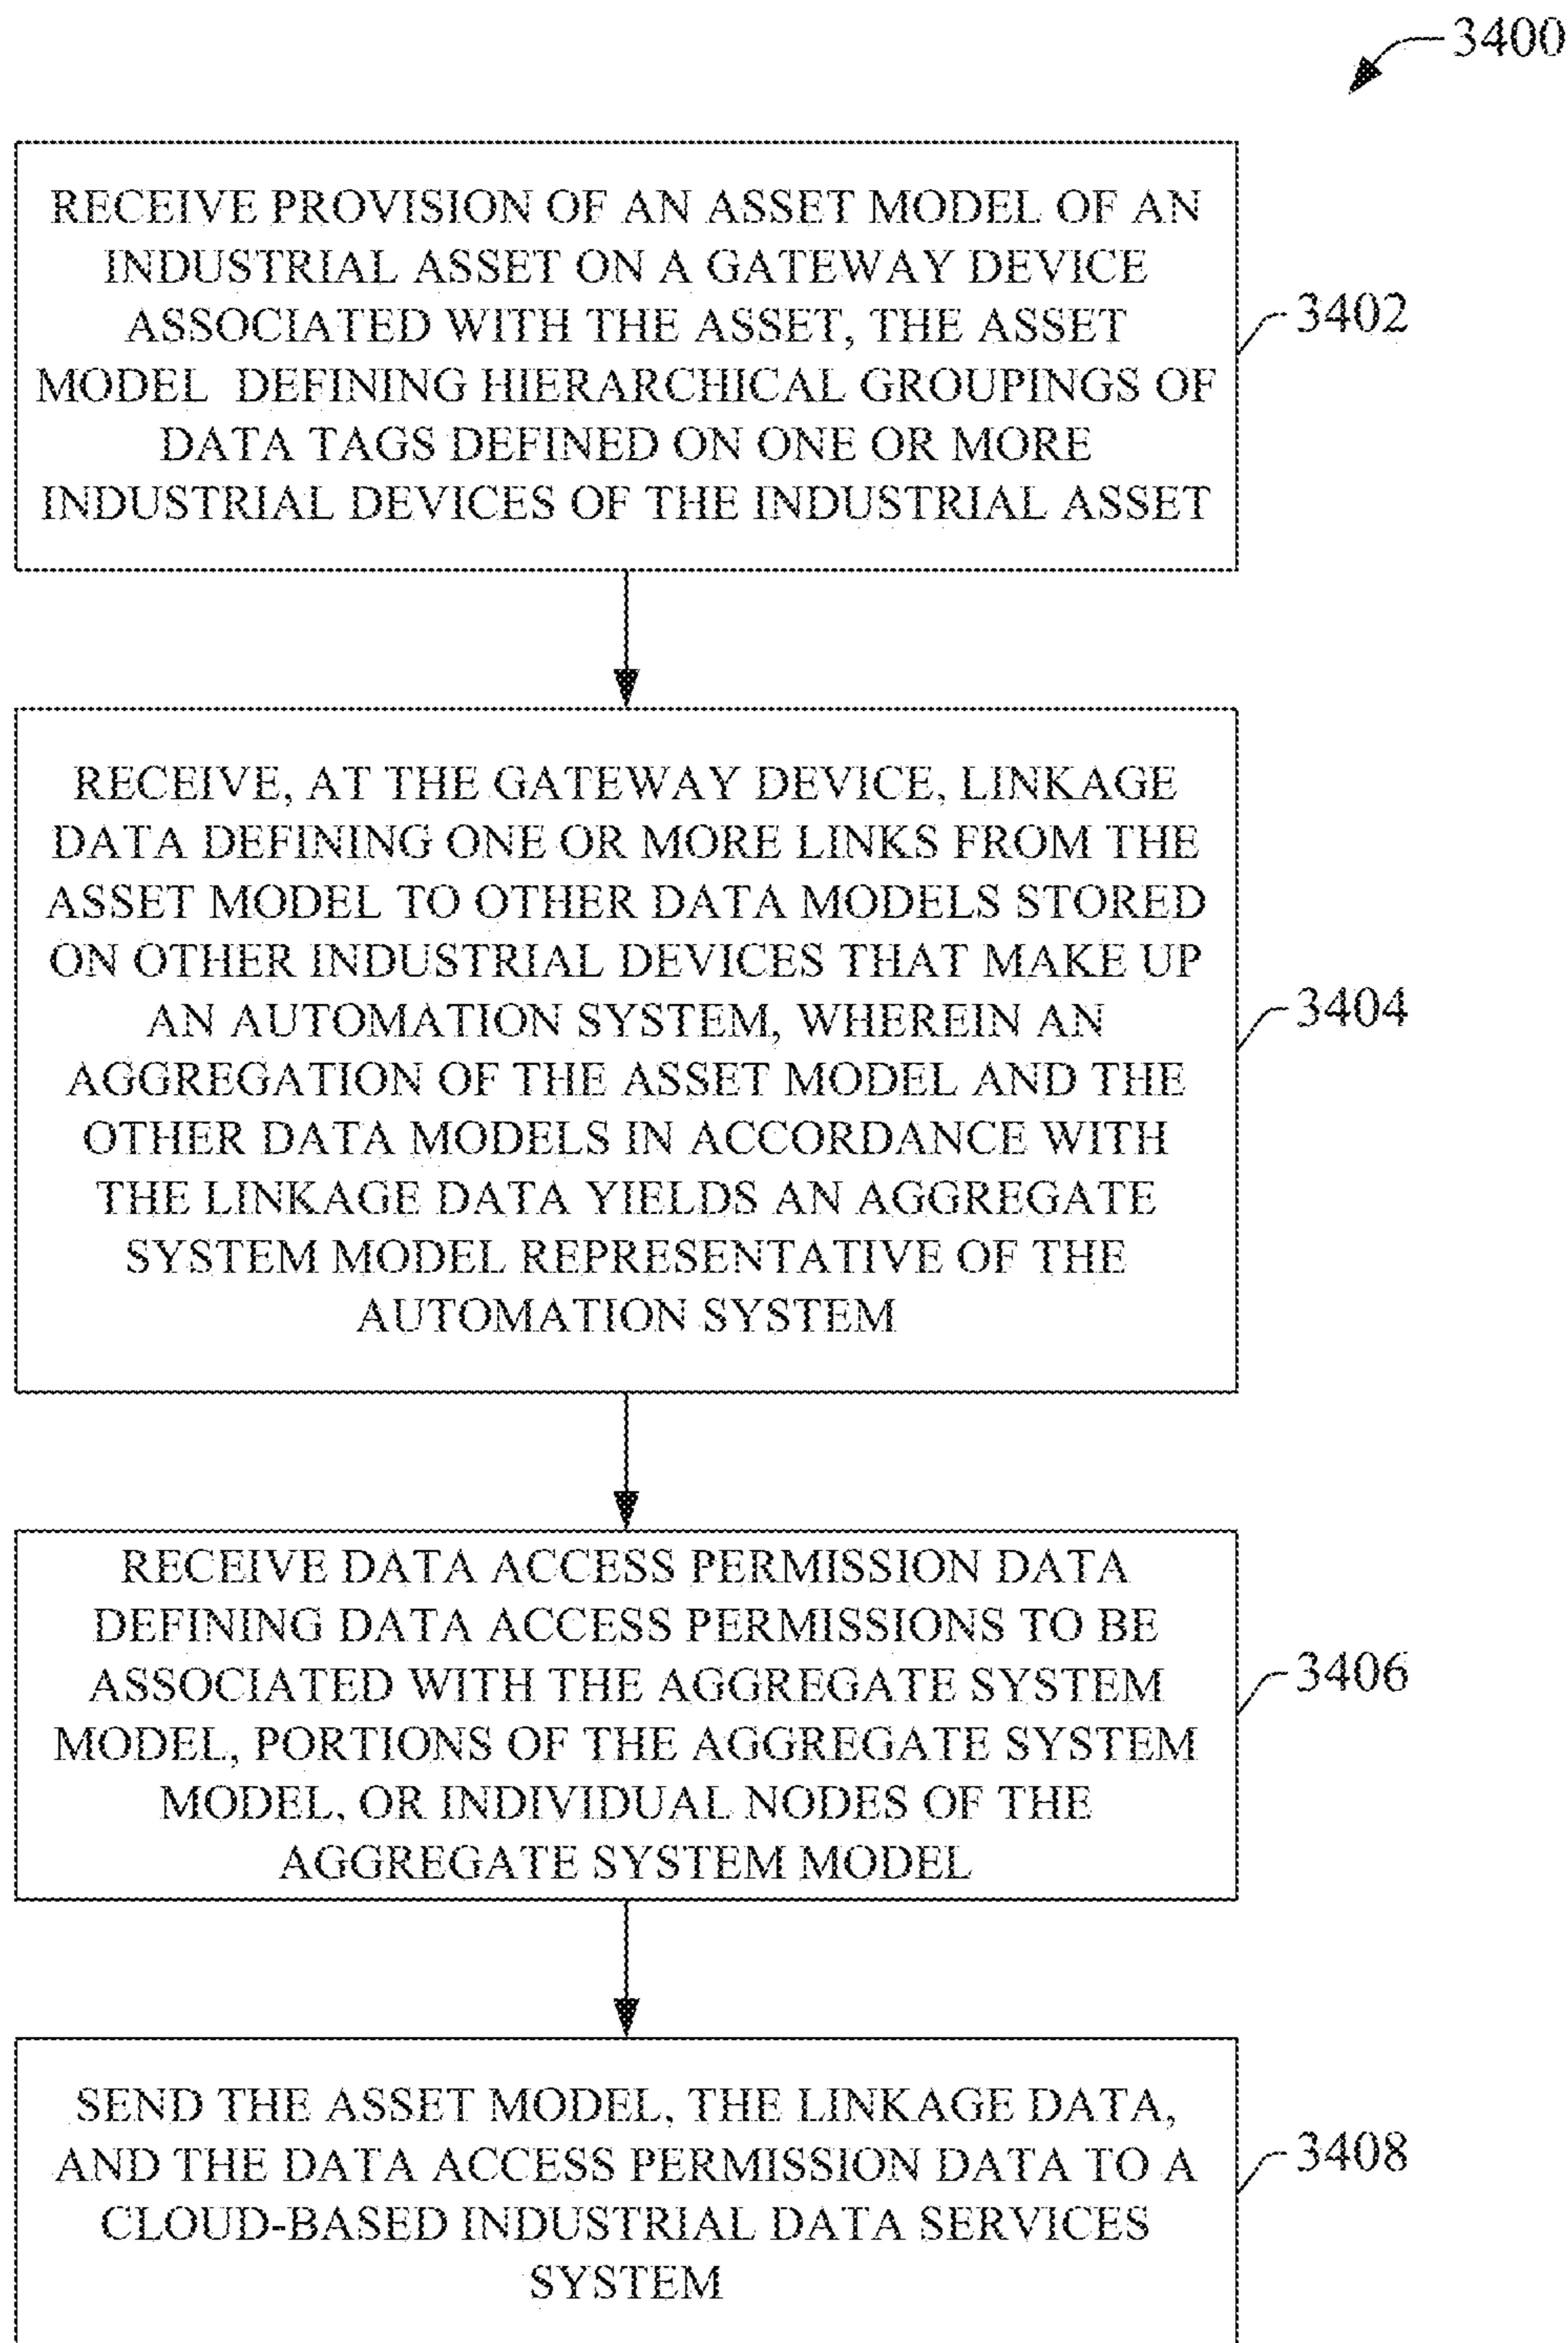 3400
RECEIVE PROVISION OF AN ASSET MODEL OF AN
INDUSTRIAL ASSET ON A GATEWAY DEVICE
ASSOCIATED WITH THE ASSET, THE ASSET
MODEL DEFINING HIERARCHICAL GROUPINGS OF
DATA TAGS DEFINED ON ONE OR MORE
INDUSTRIAL DEVICES OF THE INDUSTRIAL ASSET
3402
RECEIVE, AT THE GATEWAY DEVICE, LINKAGE
DATA DEFINING ONE OR MORE LINKS FROM THE
ASSET MODEL TO OTHER DATA MODELS STORED
ON OTHER INDUSTRIAL DEVICES THAT MAKE UP
AN AUTOMATION SYSTEM, WHEREIN AN
AGGREGATION OF THE ASSET MODEL AND THE
OTHER DATA MODELS IN ACCORDANCE WITH
THE LINKAGE DATA YIELDS AN AGGREGATE
SYSTEM MODEL REPRESENTATIVE OF THE
AUTOMATION SYSTEM
3404
RECEIVE DATA ACCESS PERMISSION DATA
DEFINING DATA ACCESS PERMISSIONS TO BE
ASSOCIATED WITH THE AGGREGATE SYSTEM
MODEL, PORTIONS OF THE AGGREGATE SYSTEM
MODEL, OR INDIVIDUAL NODES OF THE
AGGREGATE SYSTEM MODEL
3406
SEND THE ASSET MODEL, THE LINKAGE DATA,
AND THE DATA ACCESS PERMISSION DATA TO A
CLOUD-BASED INDUSTRIAL DATA SERVICES
SYSTEM
3408